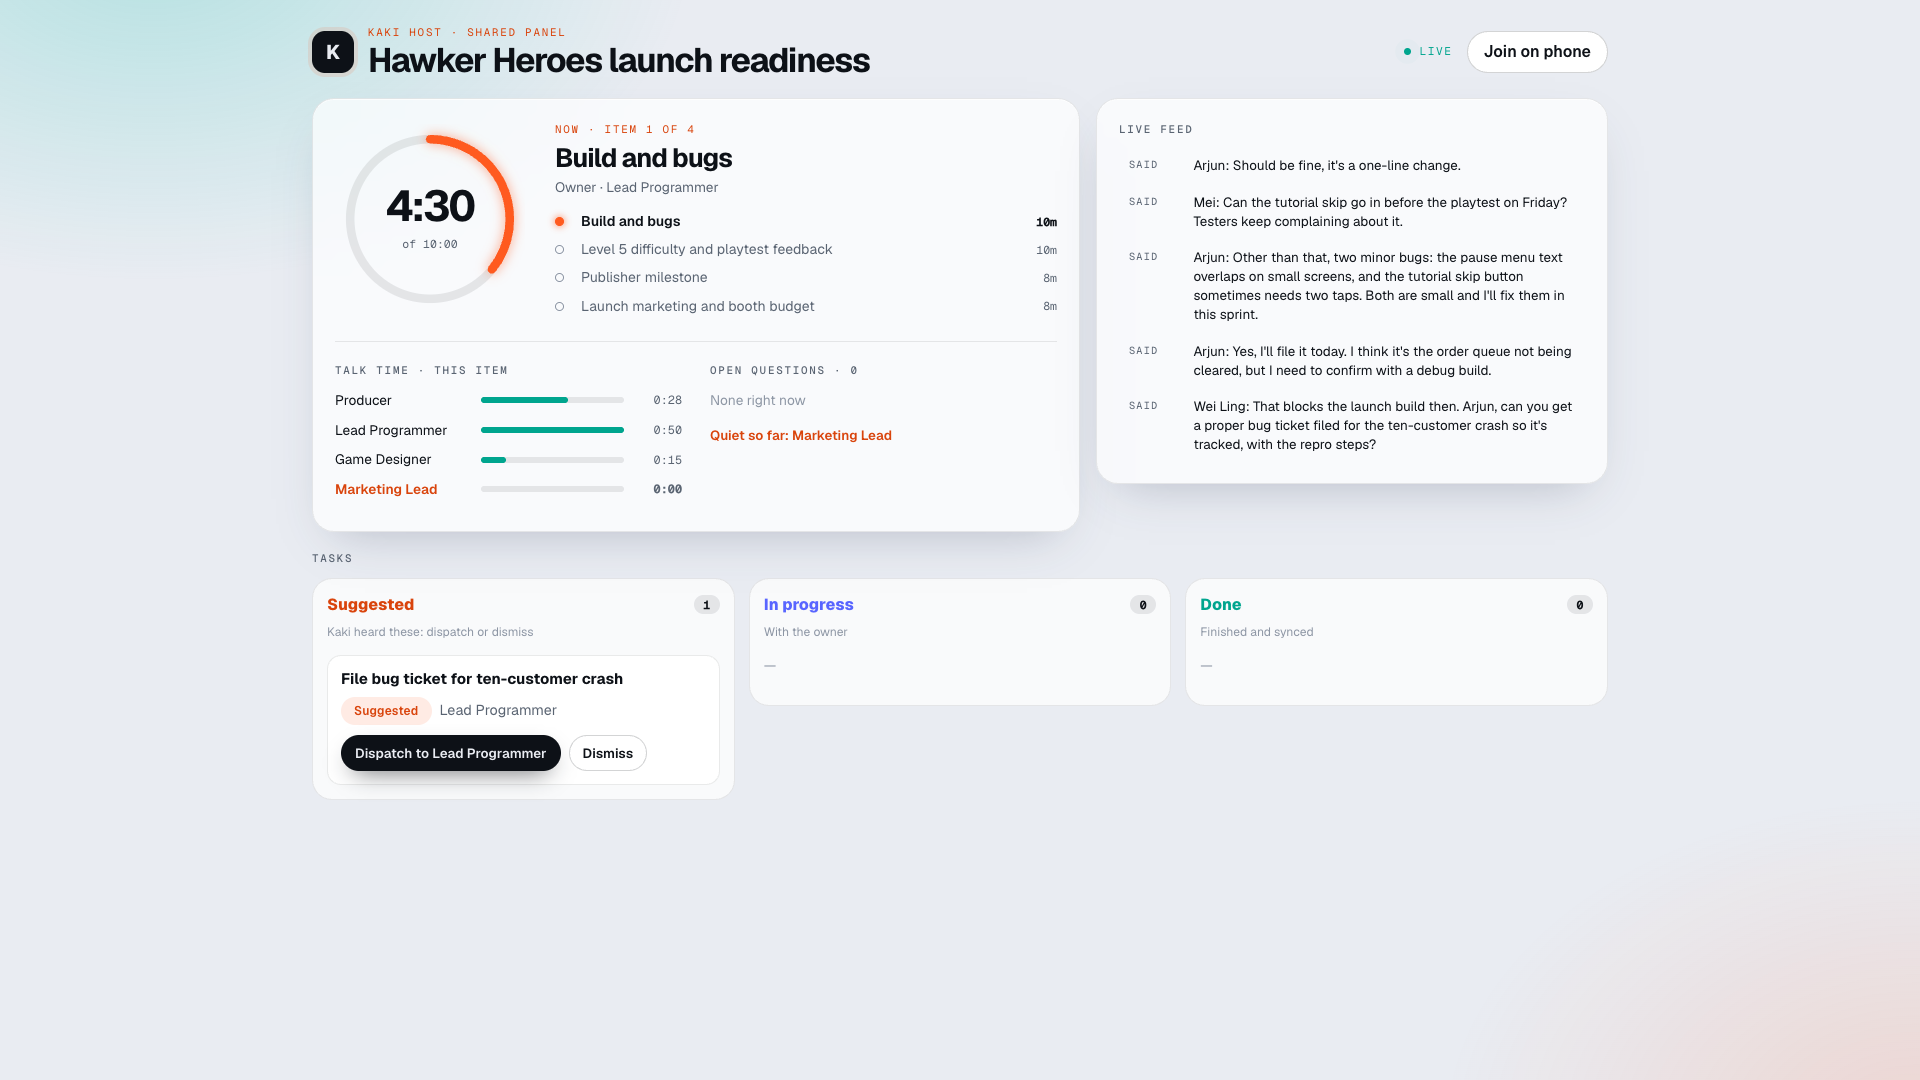 K
KAKI HOST · SHARED PANEL
Hawker Heroes launch readiness
LIVE
Join on phone
4:30
of 10:00
NOW · ITEM 1 OF 4
Build and bugs
Owner · Lead Programmer
Build and bugs 10m
Level 5 difficulty and playtest feedback 10m
Publisher milestone 8m
Launch marketing and booth budget 8m
TALK TIME · THIS ITEM
Producer 0:28
Lead Programmer 0:50
Game Designer 0:15
Marketing Lead 0:00
OPEN QUESTIONS · 0
None right now
Quiet so far: Marketing Lead
LIVE FEED
SAID Arjun: Should be fine, it's a one-line change.
SAID Mei: Can the tutorial skip go in before the playtest on Friday?
Testers keep complaining about it.
SAID Arjun: Other than that, two minor bugs: the pause menu text
overlaps on small screens, and the tutorial skip button
sometimes needs two taps. Both are small and I'll fix them in
this sprint.
SAID Arjun: Yes, I'll file it today. I think it's the order queue not being
cleared, but I need to confirm with a debug build.
SAID Wei Ling: That blocks the launch build then. Arjun, can you get
a proper bug ticket filed for the ten-customer crash so it's
tracked, with the repro steps?
TASKS
Suggested 1
Kaki heard these: dispatch or dismiss
File bug ticket for ten-customer crash
Suggested Lead Programmer
Dispatch to Lead Programmer Dismiss
In progress 0
With the owner
—
Done 0
Finished and synced
—